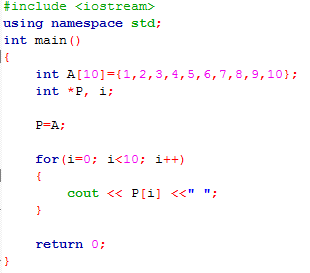 #include <iostream>
using namespace std;
int main()
{
int A[10]={1,2,3,4,5,6,7,8,9,10};
int *P, i;
P=A;
for(i=0; i<10; i++)
{
cout << P[i] <<" ";
}
return 0;
}